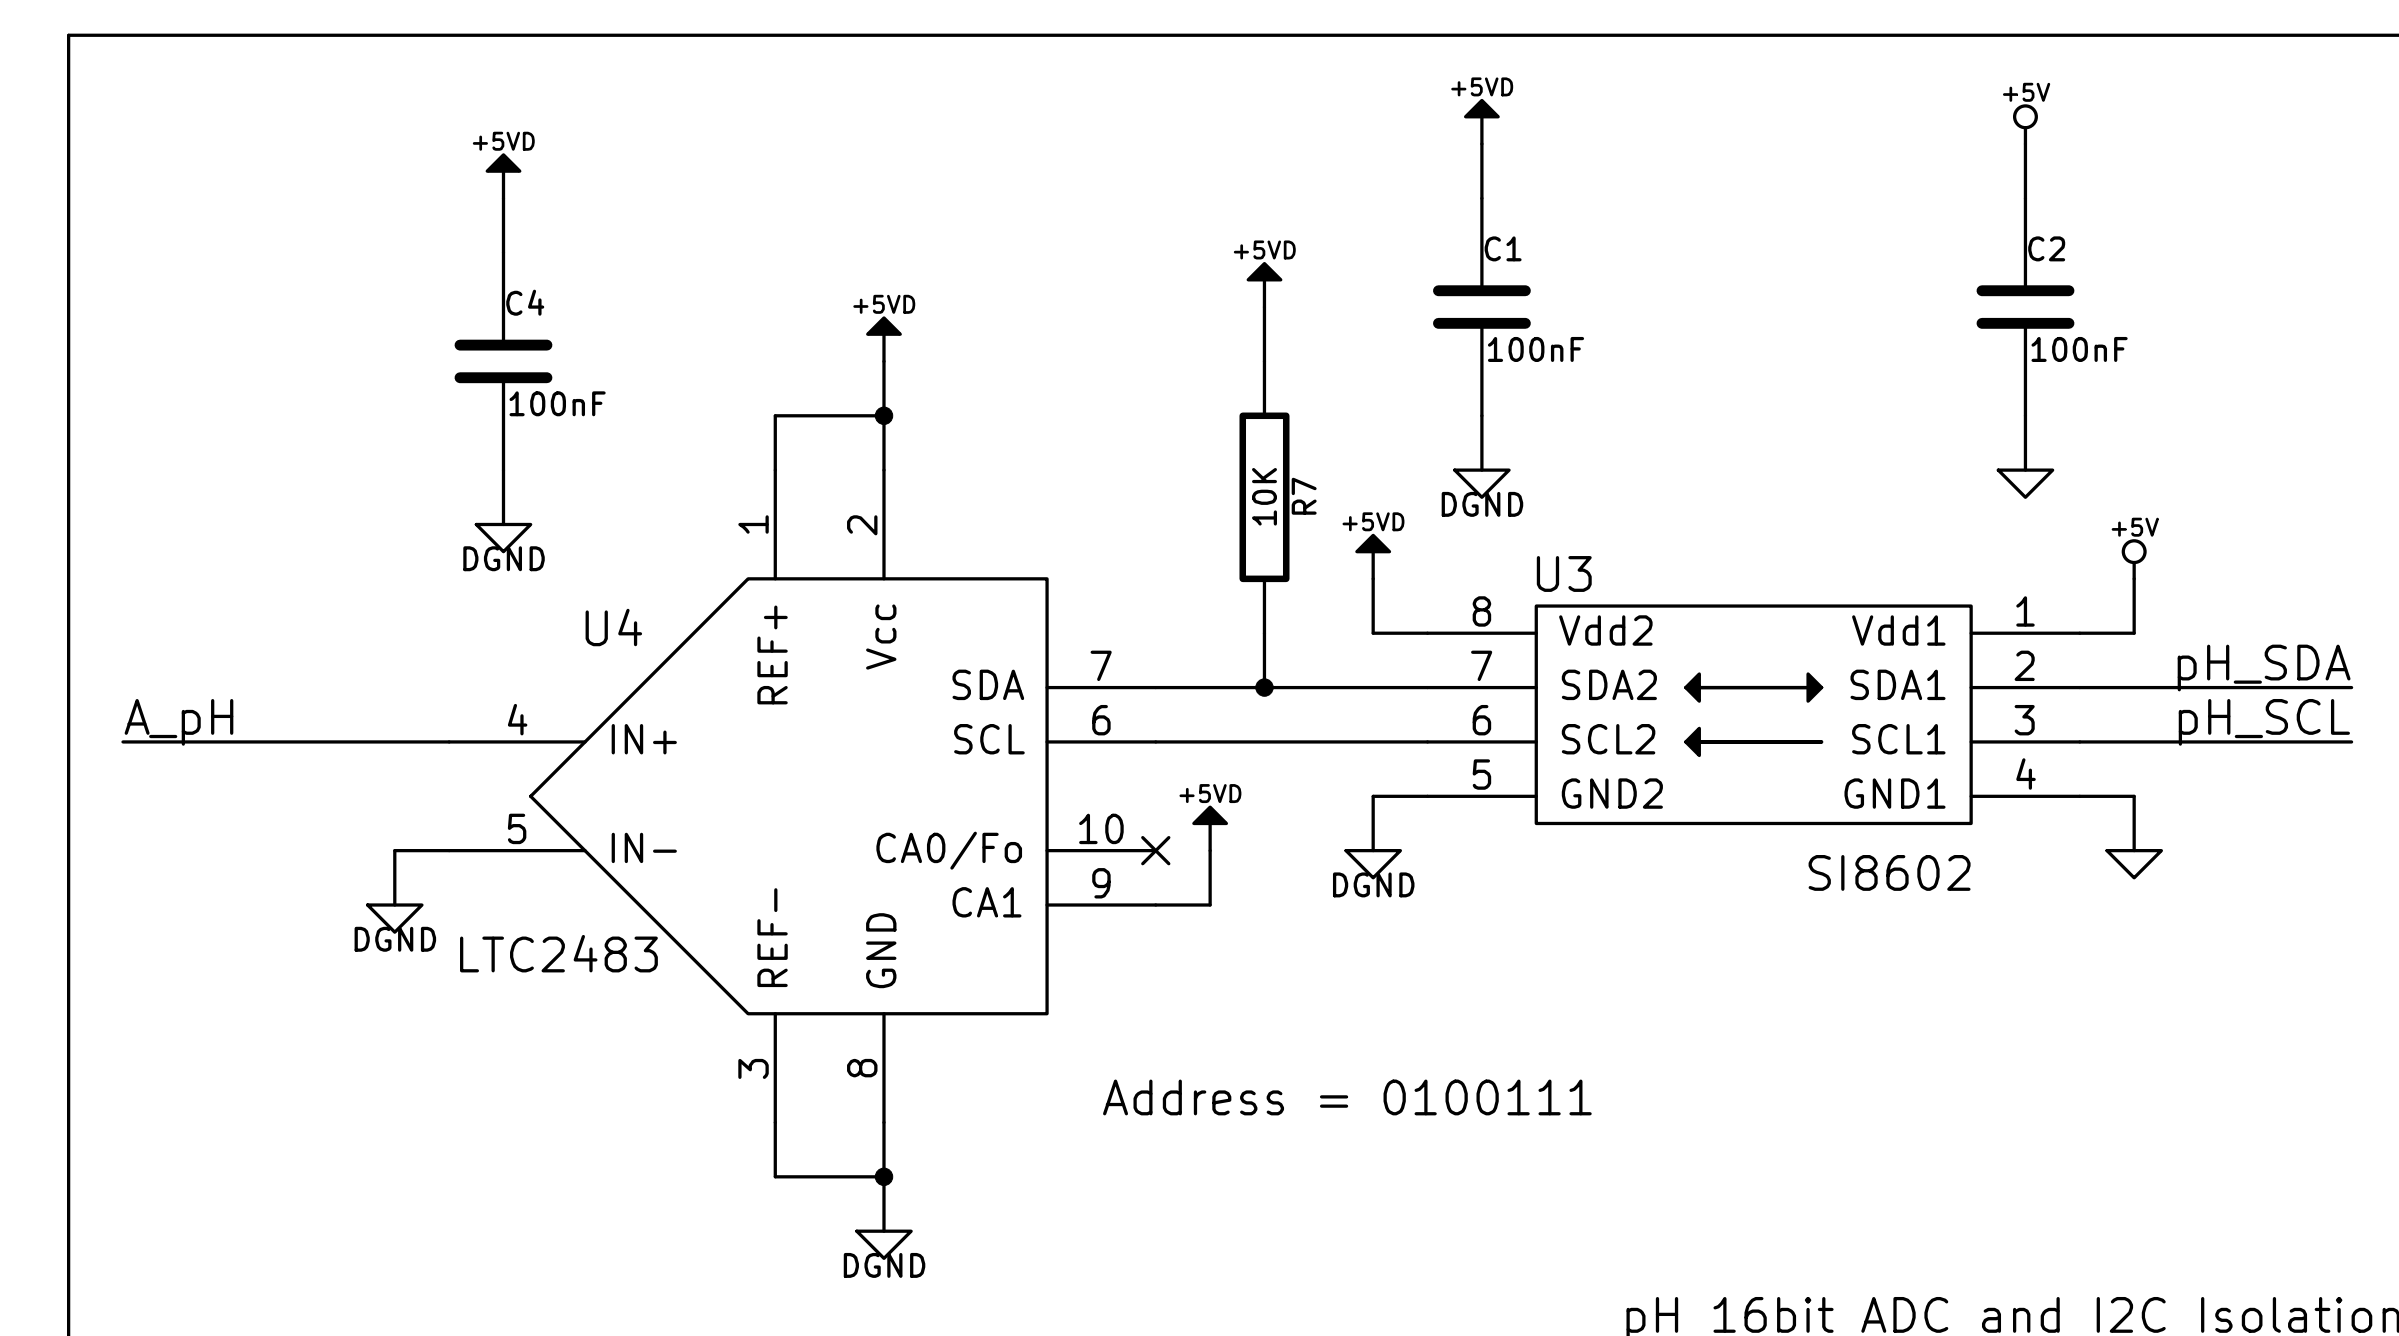 +5VD
+5V
+5VD
C1
C2
+5VD
C4
+5VD
100nF
100nF
100nF
10K
R7
DGND
+5VD
+5V
DGND
1
2
U3
U4
REF+
Vcc
8
Vdd2
Vdd1
1
SDA
7
7
SDA2
SDA1
2
pH_SDA
A_pH
4
IN+
SCL
6
6
SCL2
SCL1
3
pH_SCL
5
GND2
GND1
4
+5VD
5
IN-
CA0/Fo
10
CA1
9
DGND
SI8602
DGND
LTC2483
REF-
GND
3
8
Address = 0100111
DGND
pH 16bit ADC and I2C Isolation